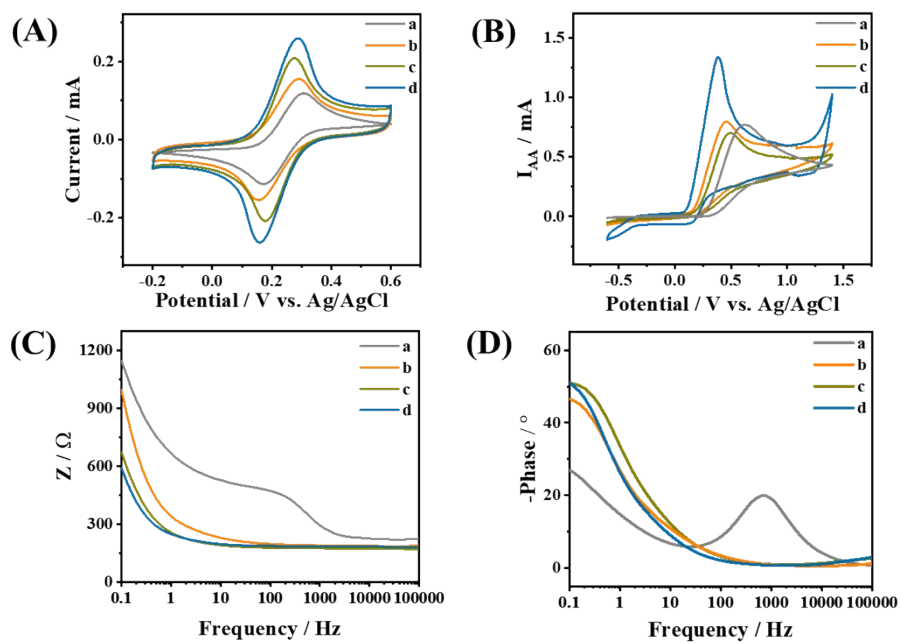 (A)
a
b
c
d
0.2
0.0
-0.2
Current / mA
-0.2 0.0 0.2 0.4 0.6
Potential / V vs. Ag/AgCl
(B)
a
b
c
d
1.5
1.0
0.5
0.0
I_AA / mA
-0.5 0.0 0.5 1.0 1.5
Potential / V vs. Ag/AgCl
(C)
a
b
c
d
1200
900
600
300
0
Z / Ω
0.1 1 10 100 1000 10000 100000
Frequency / Hz
(D)
a
b
c
d
60
40
20
0
-Phase / °
0.1 1 10 100 1000 10000 100000
Frequency / Hz